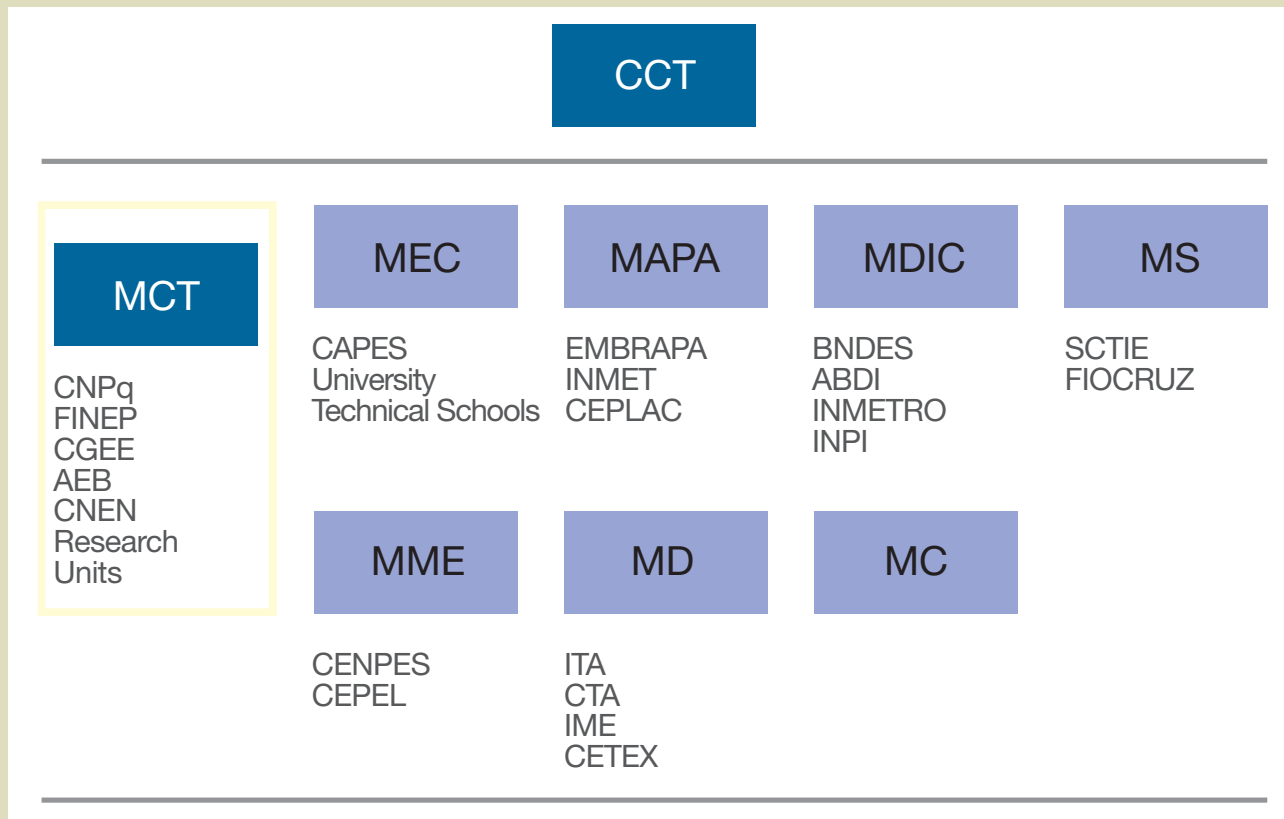 CCT
MCT
CNPq
FINEP
CGEE
AEB
CNEN
Research
Units
MEC
CAPES
University
Technical Schools
MAPA
EMBRAPA
INMET
CEPLAC
MDIC
BNDES
ABDI
INMETRO
INPI
MS
SCTIE
FIOCRUZ
MME
CENPES
CEPEL
MD
ITA
CTA
IME
CETEX
MC